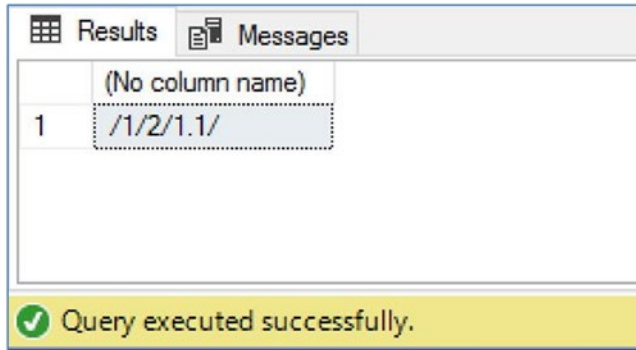 Results Messages
(No column name)
1 /1/2/1.1/
Query executed successfully.